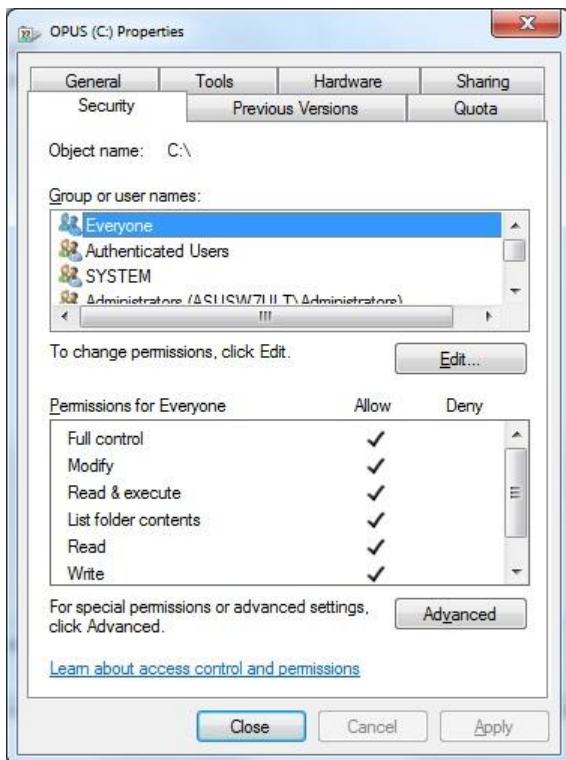 OPUS (C:) Properties
General Tools Hardware Sharing
Security Previous Versions Quota
Object name: C:\
Group or user names:
Everyone
Authenticated Users
SYSTEM
Administrators (ASUSW7ULT\Administrators)
To change permissions, click Edit.
Edit...
Permissions for Everyone Allow Deny
Full control
Modify
Read & execute
List folder contents
Read
Write
For special permissions or advanced settings,
click Advanced.
Advanced
Learn about access control and permissions
Close Cancel Apply